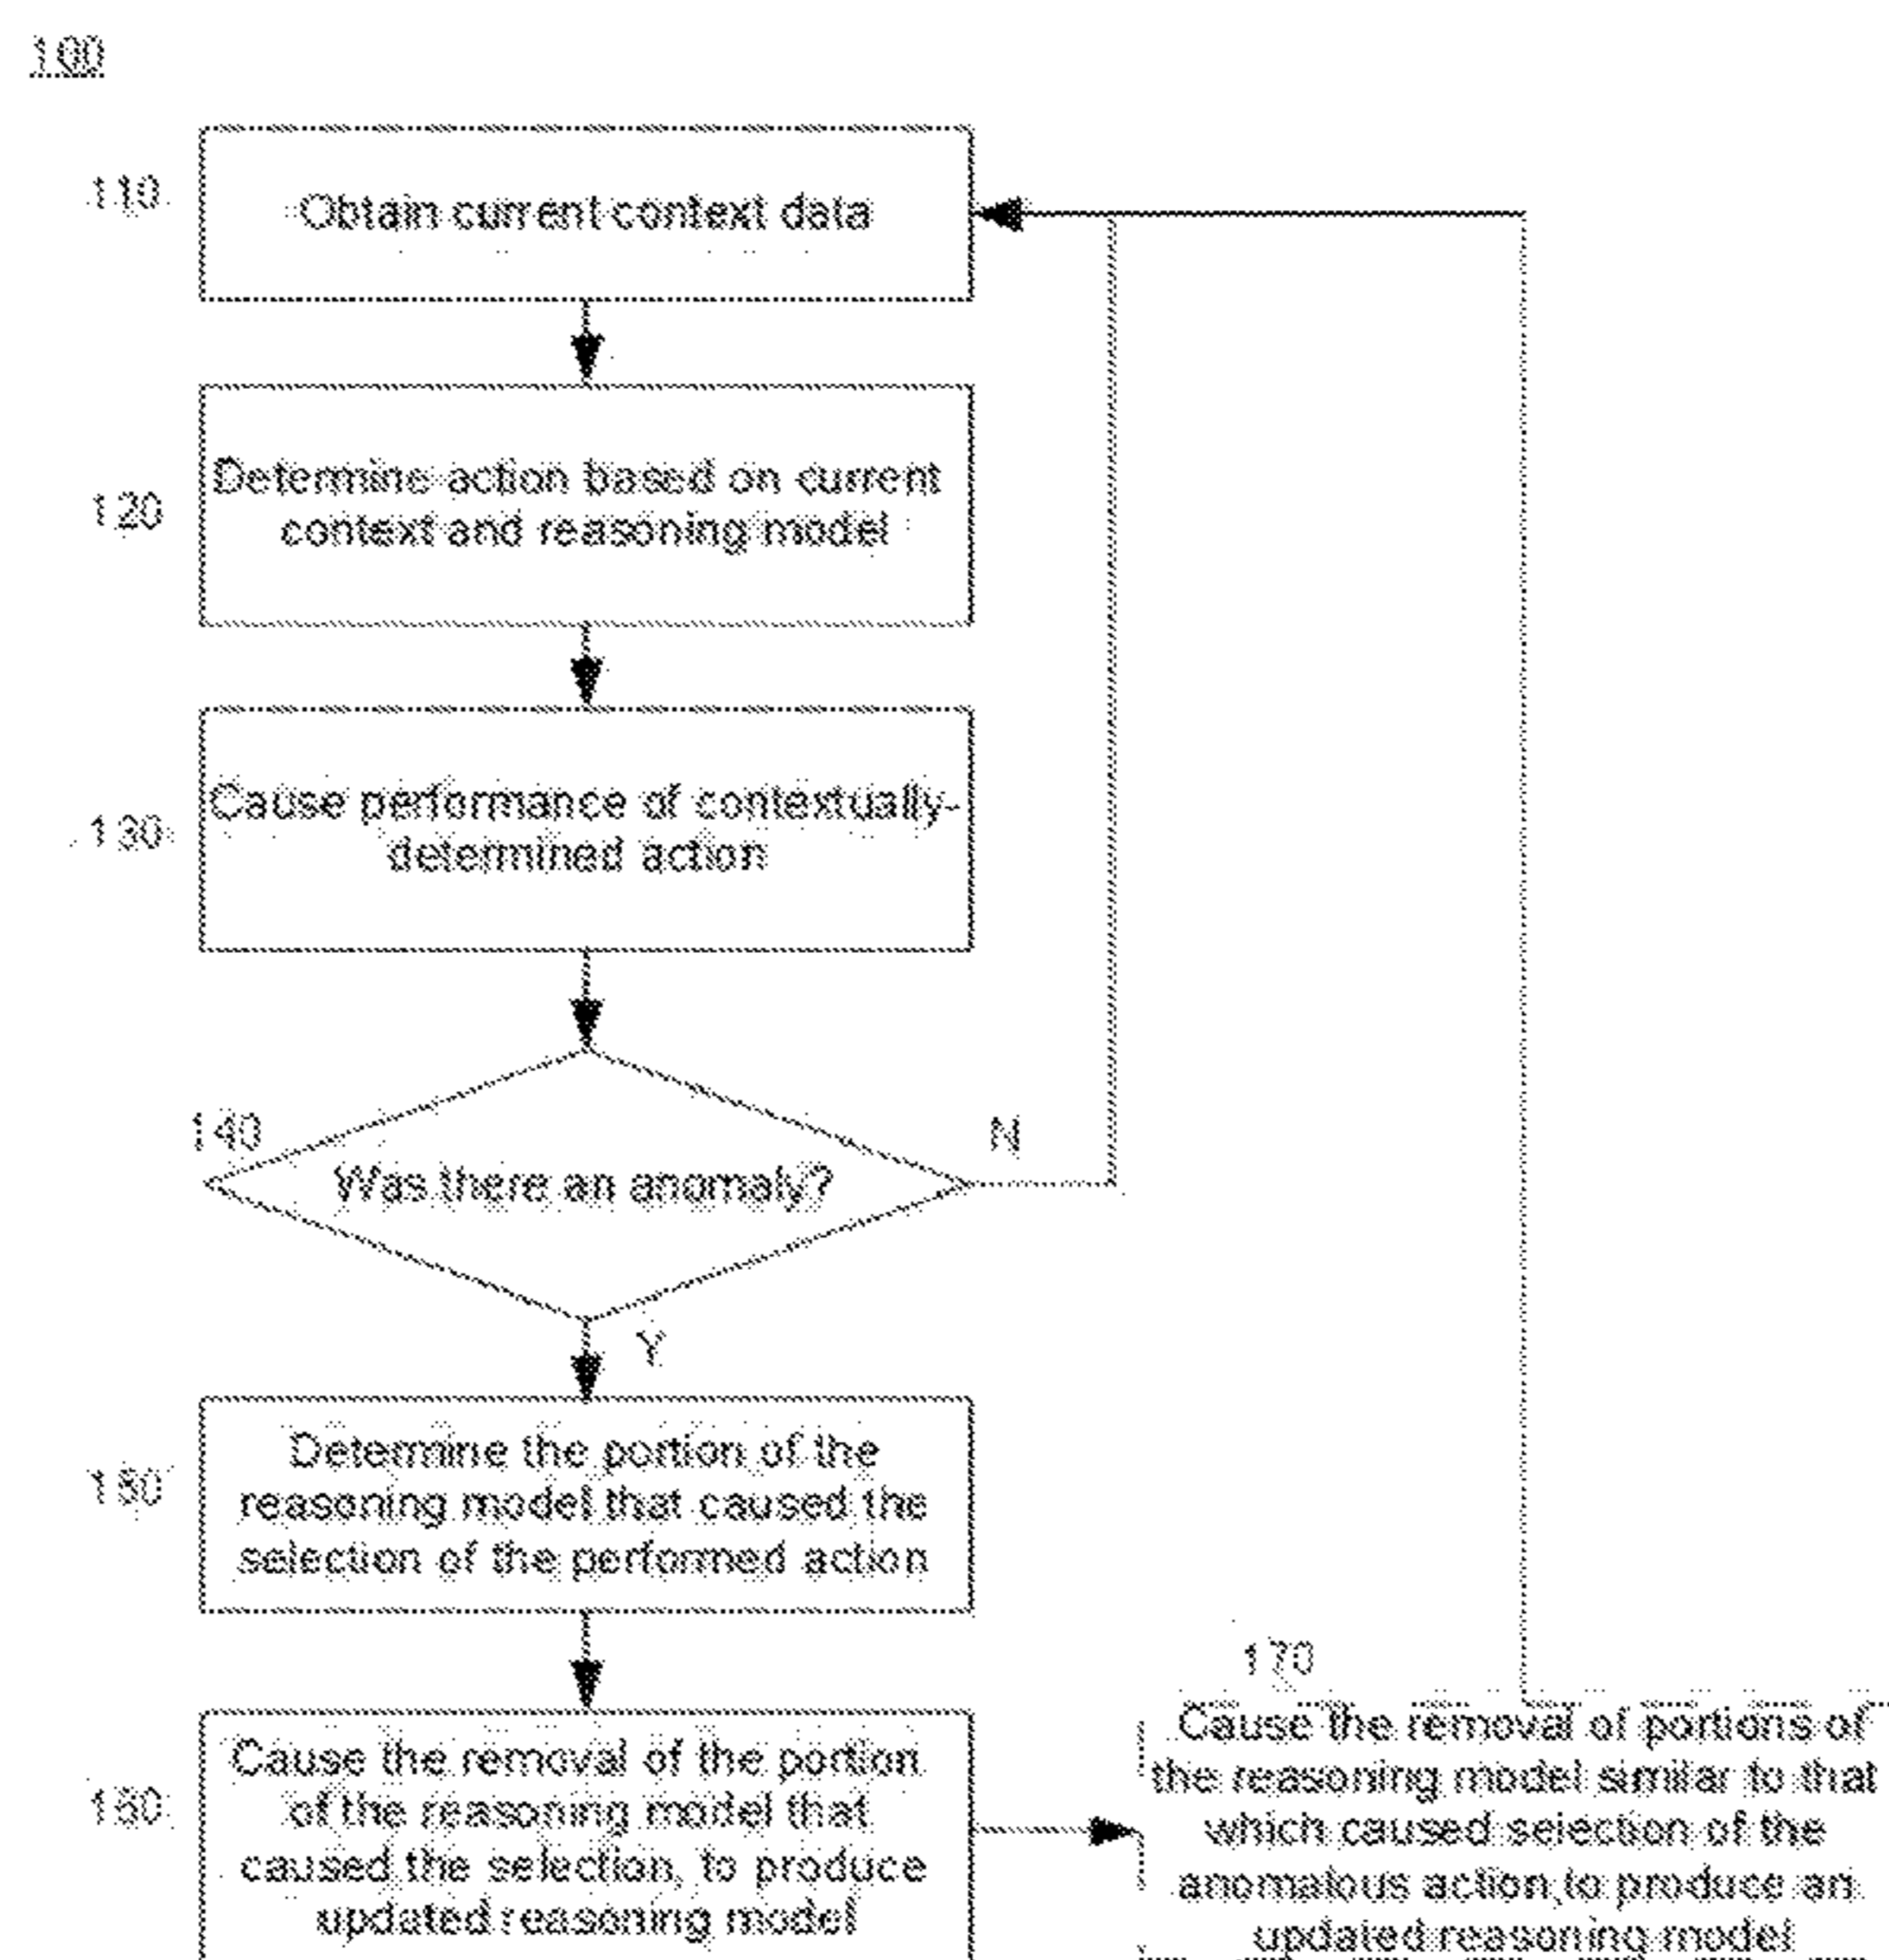 100
110
Obtain current context data
120
Determine action based on current
context and reasoning model
130
Cause performance of contextually-
determined action
140
Was there an anomaly?
N
Y
150
Determine the portion of the
reasoning model that caused the
selection of the performed action
160
Cause the removal of the portion
of the reasoning model that
caused the selection, to produce
updated reasoning model
170
Cause the removal of portions of
the reasoning model similar to that
which caused selection of the
anomalous action, to produce an
updated reasoning model